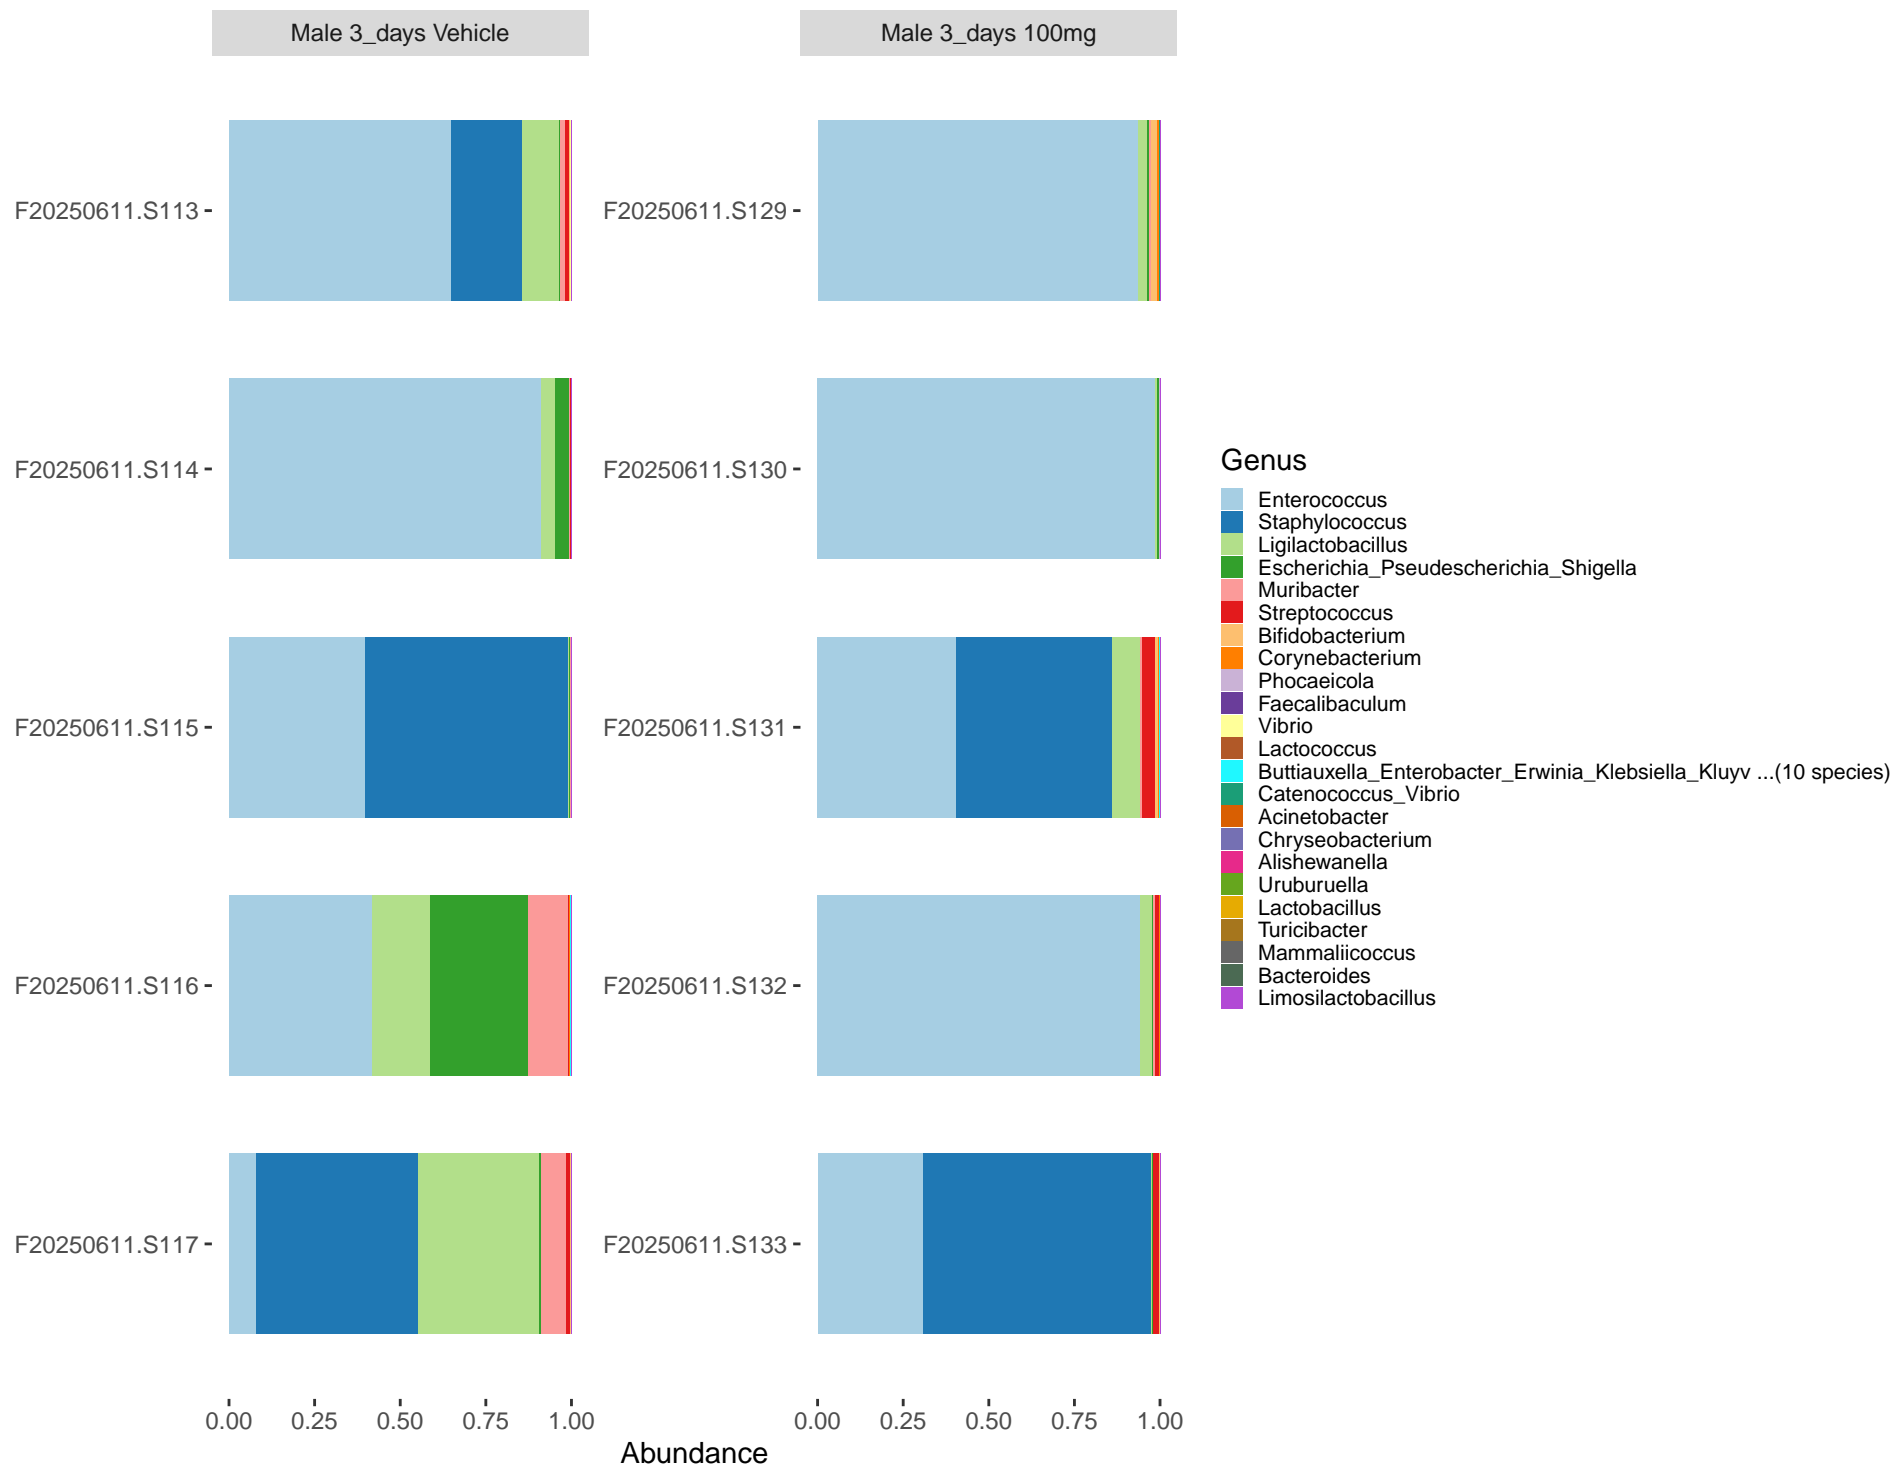 Male 3_days Vehicle
Male 3_days 100mg
F20250611.S113
F20250611.S129
F20250611.S114
F20250611.S130
F20250611.S115
F20250611.S131
F20250611.S116
F20250611.S132
F20250611.S117
F20250611.S133
0.00 0.25 0.50 0.75 1.00
0.00 0.25 0.50 0.75 1.00
Abundance
Genus
Enterococcus
Staphylococcus
Ligilactobacillus
Escherichia_Pseudescherichia_Shigella
Muribacter
Streptococcus
Bifidobacterium
Corynebacterium
Phocaeicola
Faecalibaculum
Vibrio
Lactococcus
Buttiauxella_Enterobacter_Erwinia_Klebsiella_Kluyv ...(10 species)
Catenococcus_Vibrio
Acinetobacter
Chryseobacterium
Alishewanella
Uruburuella
Lactobacillus
Turicibacter
Mammaliicoccus
Bacteroides
Limosilactobacillus